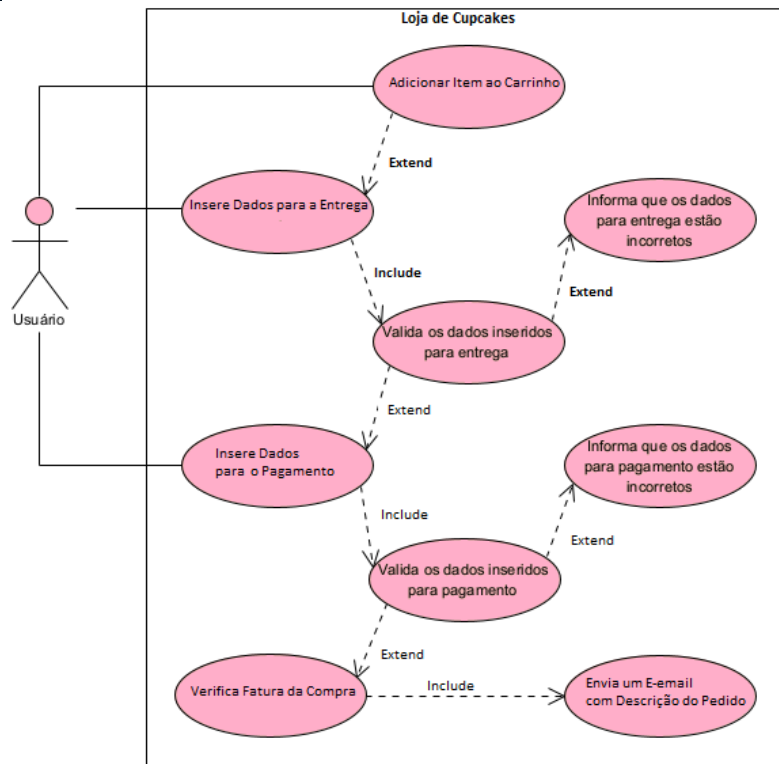 Loja de Cupcakes
Adicionar Item ao Carrinho
Extend
Insere Dados para a Entrega
Informa que os dados
para entrega estão
incorretos
Include
Extend
Usuário
Valida os dados inseridos
para entrega
Extend
Insere Dados
para o Pagamento
Informa que os dados
para pagamento estão
incorretos
Include
Extend
Valida os dados inseridos
para pagamento
Extend
Verifica Fatura da Compra
Include
Envia um E-email
com Descrição do Pedido